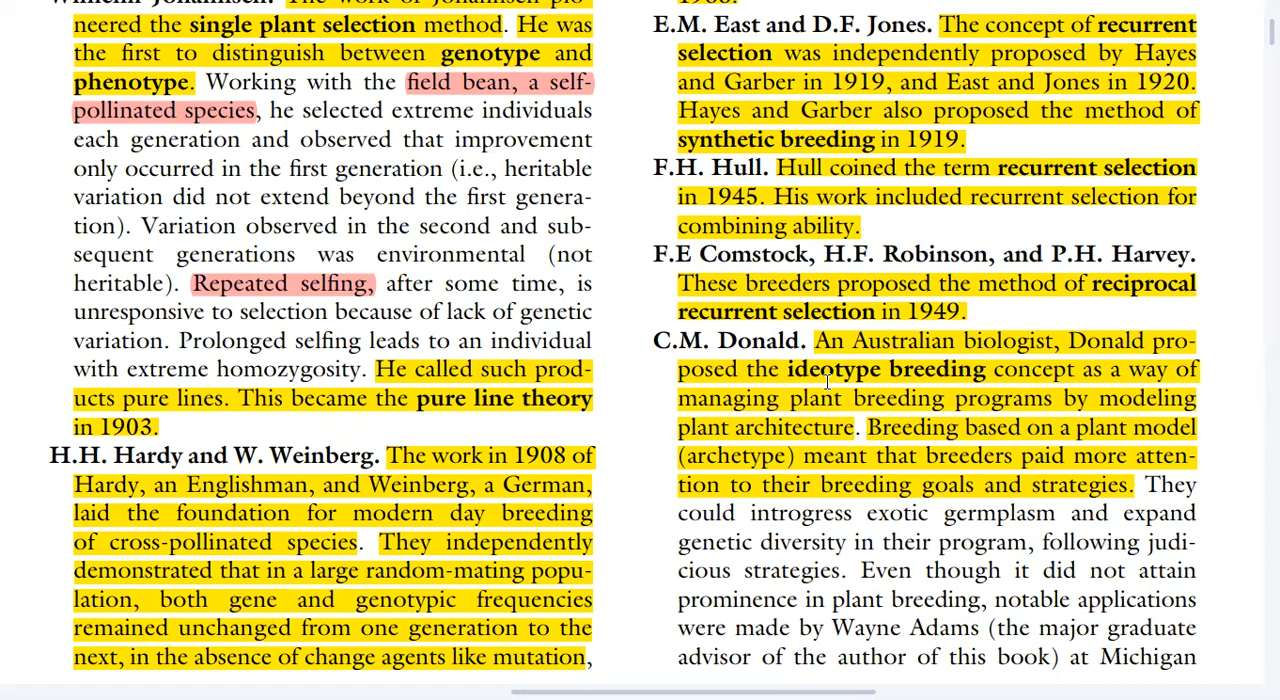 Wilhelm Johannsen. The work of Johannsen pio-
neered the single plant selection method. He was
the first to distinguish between genotype and
phenotype. Working with the field bean, a self-
pollinated species, he selected extreme individuals
each generation and observed that improvement
only occurred in the first generation (i.e., heritable
variation did not extend beyond the first genera-
tion). Variation observed in the second and sub-
sequent generations was environmental (not
heritable). Repeated selfing, after some time, is
unresponsive to selection because of lack of genetic
variation. Prolonged selfing leads to an individual
with extreme homozygosity. He called such prod-
ucts pure lines. This became the pure line theory
in 1903.
H.H. Hardy and W. Weinberg. The work in 1908 of
Hardy, an Englishman, and Weinberg, a German,
laid the foundation for modern day breeding
of cross-pollinated species. They independently
demonstrated that in a large random-mating popu-
lation, both gene and genotypic frequencies
remained unchanged from one generation to the
next, in the absence of change agents like mutation,
E.M. East and D.F. Jones. The concept of recurrent
selection was independently proposed by Hayes
and Garber in 1919, and East and Jones in 1920.
Hayes and Garber also proposed the method of
synthetic breeding in 1919.
F.H. Hull. Hull coined the term recurrent selection
in 1945. His work included recurrent selection for
combining ability.
F.E Comstock, H.F. Robinson, and P.H. Harvey.
These breeders proposed the method of reciprocal
recurrent selection in 1949.
C.M. Donald. An Australian biologist, Donald pro-
posed the ideotype breeding concept as a way of
managing plant breeding programs by modeling
plant architecture. Breeding based on a plant model
(archetype) meant that breeders paid more atten-
tion to their breeding goals and strategies. They
could introgress exotic germplasm and expand
genetic diversity in their program, following judi-
cious strategies. Even though it did not attain
prominence in plant breeding, notable applications
were made by Wayne Adams (the major graduate
advisor of the author of this book) at Michigan